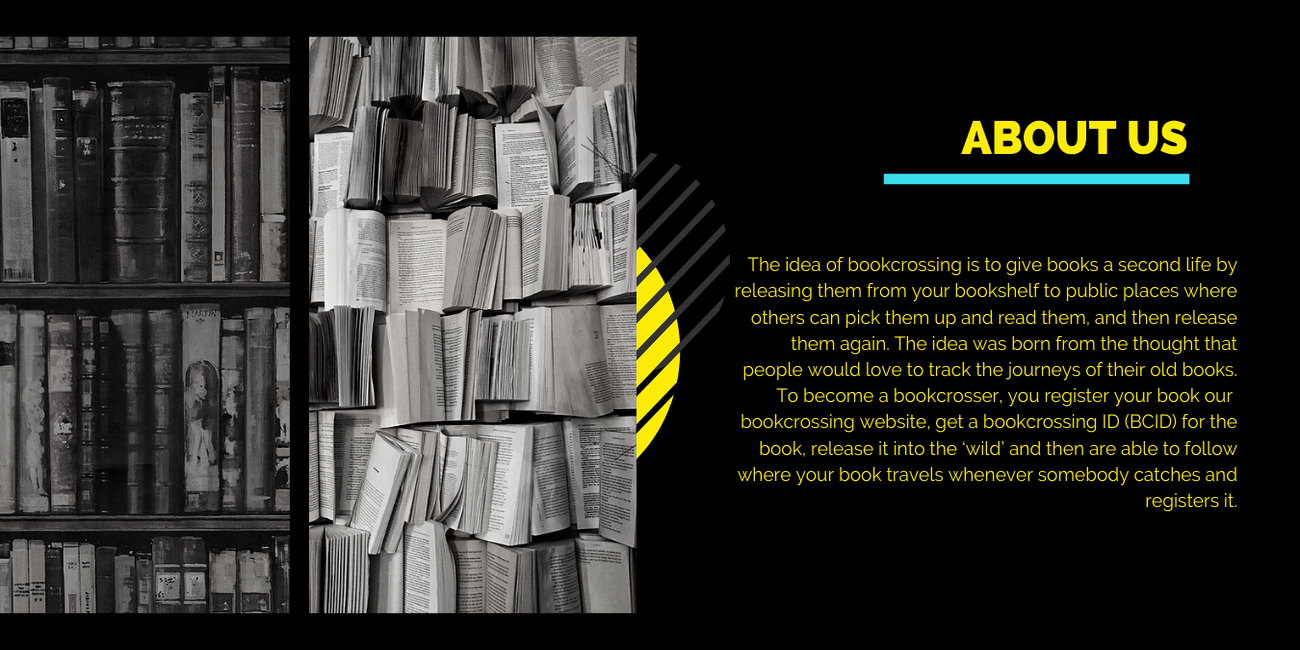 ABOUT US
The idea of bookcrossing is to give books a second life by
releasing them from your bookshelf to public places where
others can pick them up and read them, and then release
them again. The idea was born from the thought that
people would love to track the journeys of their old books.
To become a bookcrosser, you register your book our
bookcrossing website, get a bookcrossing ID (BCID) for the
book, release it into the ‘wild’ and then are able to follow
where your book travels whenever somebody catches and
registers it.